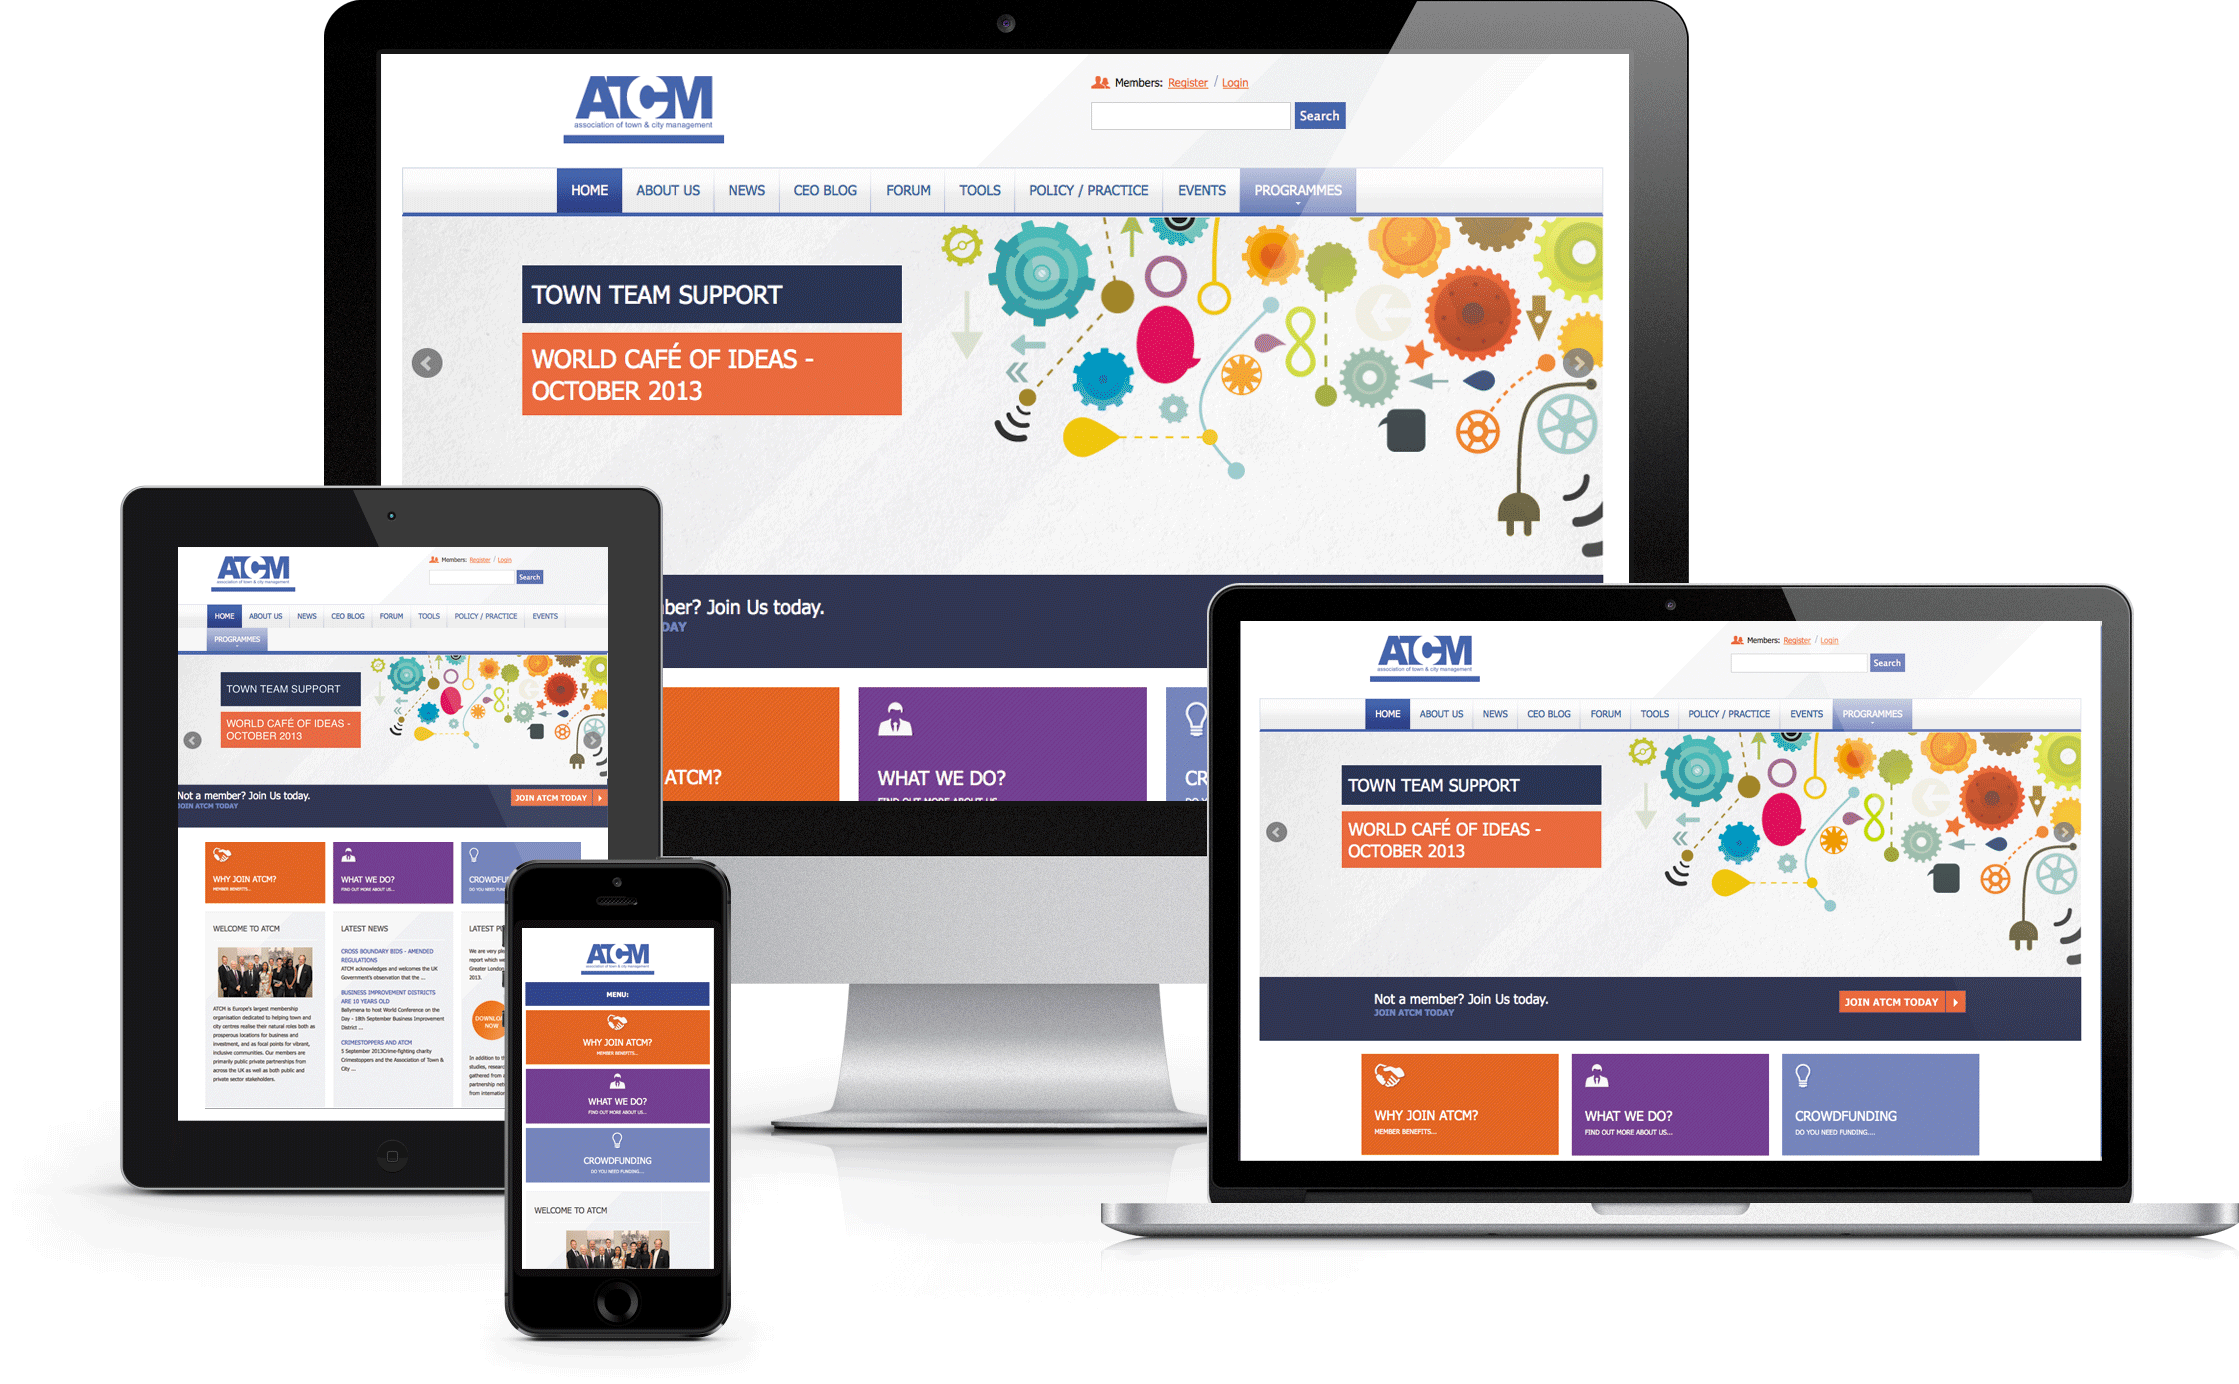 ATCM
association of town & city management
Members: Register / Login
Search
HOME ABOUT US NEWS CEO BLOG FORUM TOOLS POLICY / PRACTICE EVENTS PROGRAMMES
TOWN TEAM SUPPORT
WORLD CAFÉ OF IDEAS -
OCTOBER 2013
ber? Join Us today.
DAY
ATCM?
WHAT WE DO?
FIND OUT MORE ABOUT US
CR
DO Y
ATCM
association of town & city management
Members: Register / Login
Search
HOME ABOUT US NEWS CEO BLOG FORUM TOOLS POLICY / PRACTICE EVENTS
PROGRAMMES
TOWN TEAM SUPPORT
WORLD CAFÉ OF IDEAS -
OCTOBER 2013
Not a member? Join Us today.
JOIN ATCM TODAY
JOIN ATCM TODAY
WHY JOIN ATCM?
MEMBER BENEFITS...
WHAT WE DO?
FIND OUT MORE ABOUT US...
CROWDFU
DO YOU NEED FUN
WELCOME TO ATCM
ATCM is Europe's largest membership
organisation dedicated to helping town and
city centres realise their natural roles both as
prosperous locations for business and
investment, and as focal points for vibrant,
inclusive communities. Our members are
primarily public private partnerships from
across the UK as well as both public and
private sector stakeholders.
LATEST NEWS
CROSS BOUNDARY BIDS - AMENDED
REGULATIONS
ATCM acknowledges and welcomes the UK
Government's observation that the ...
BUSINESS IMPROVEMENT DISTRICTS
ARE 10 YEARS OLD
Ballymena to host World Conference on the
Day - 18th September Business Improvement
District ...
CRIMESTOPPERS AND ATCM
5 September 2013Crime-fighting charity
Crimestoppers and the Association of Town &
City ...
LATEST P
We are very ple
report which we
Greater London
2013.
DOWNLO
NOW
In addition to th
studies, resear
gathered from a
partnership net
from internation
ATCM
association of town & city management
MENU:
WHY JOIN ATCM?
MEMBER BENEFITS...
WHAT WE DO?
FIND OUT MORE ABOUT US...
CROWDFUNDING
DO YOU NEED FUNDING....
WELCOME TO ATCM
ATCM
association of town & city management
Members: Register / Login
Search
HOME ABOUT US NEWS CEO BLOG FORUM TOOLS POLICY / PRACTICE EVENTS PROGRAMMES
TOWN TEAM SUPPORT
WORLD CAFÉ OF IDEAS -
OCTOBER 2013
Not a member? Join Us today.
JOIN ATCM TODAY
JOIN ATCM TODAY
WHY JOIN ATCM?
MEMBER BENEFITS...
WHAT WE DO?
FIND OUT MORE ABOUT US...
CROWDFUNDING
DO YOU NEED FUNDING....